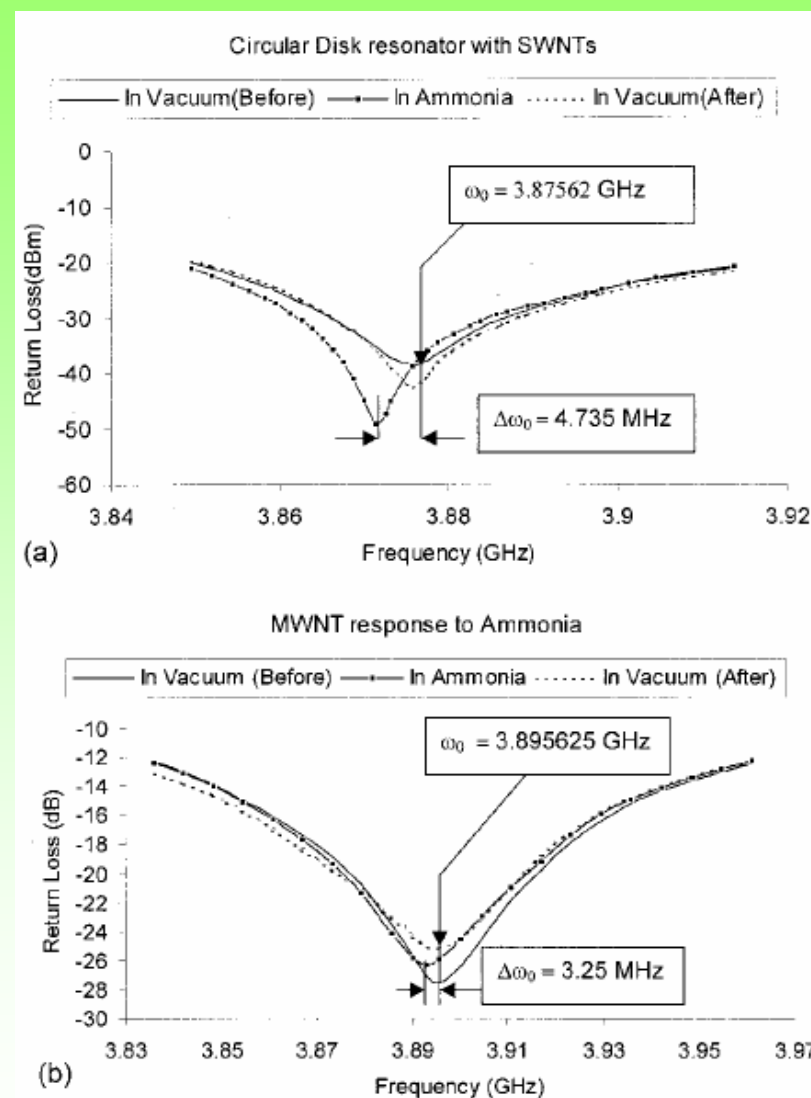 Circular Disk resonator with SWNTs
In Vacuum(Before) In Ammonia In Vacuum(After)
0
-10
-20
-30
-40
-50
-60
Return Loss(dBm)
ω0 = 3.87562 GHz
Δω0 = 4.735 MHz
3.84 3.86 3.88 3.9 3.92
(a)
Frequency (GHz)
MWNT response to Ammonia
In Vacuum (Before) In Ammonia In Vacuum (After)
-10
-12
-14
-16
-18
-20
-22
-24
-26
-28
-30
Return Loss (dB)
ω0 = 3.895625 GHz
Δω0 = 3.25 MHz
3.83 3.85 3.87 3.89 3.91 3.93 3.95 3.97
(b)
Frequency (GHz)